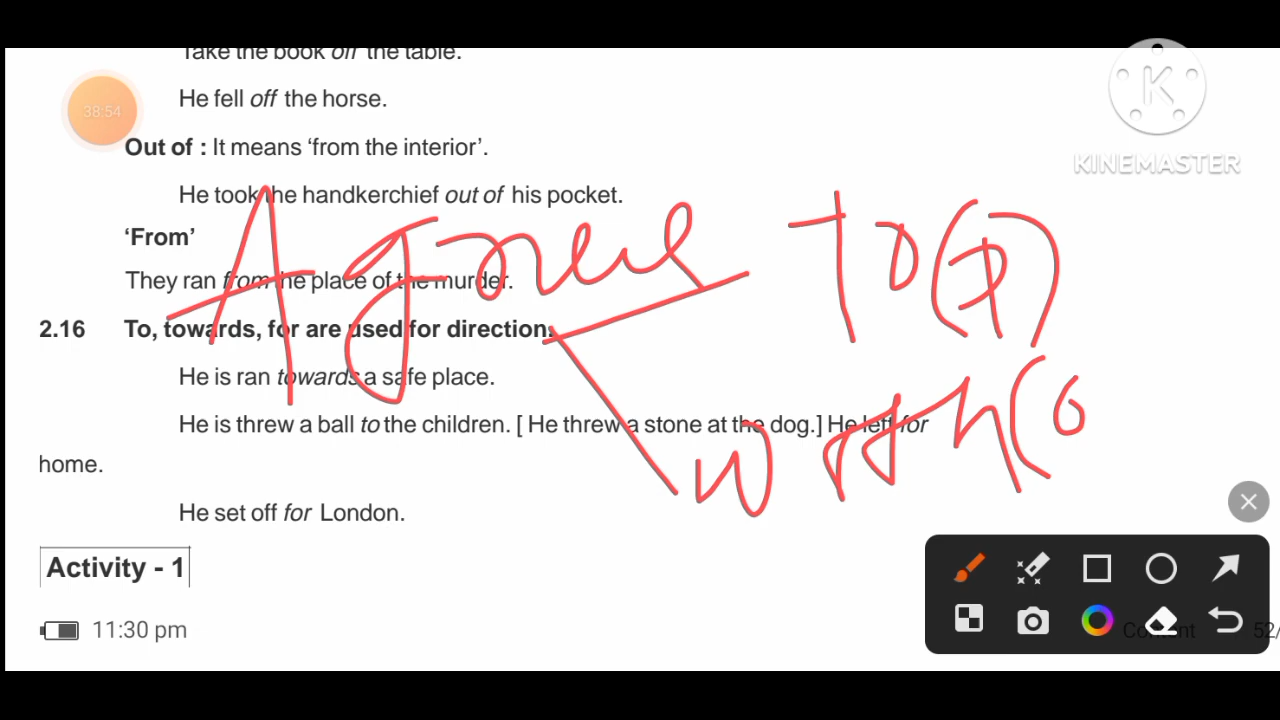 Take the book off the table.
38:54
He fell off the horse.
KINEMASTER
Out of : It means ‘from the interior’.
He took the handkerchief out of his pocket.
‘From’
Agree to (P)
They ran from the place of the murder.
2.16 To, towards, for are used for direction.
He is ran towards a safe place.
with (
He is threw a ball to the children. [ He threw a stone at the dog.] He left for
home.
He set off for London.
Activity - 1
11:30 pm
Content 52/